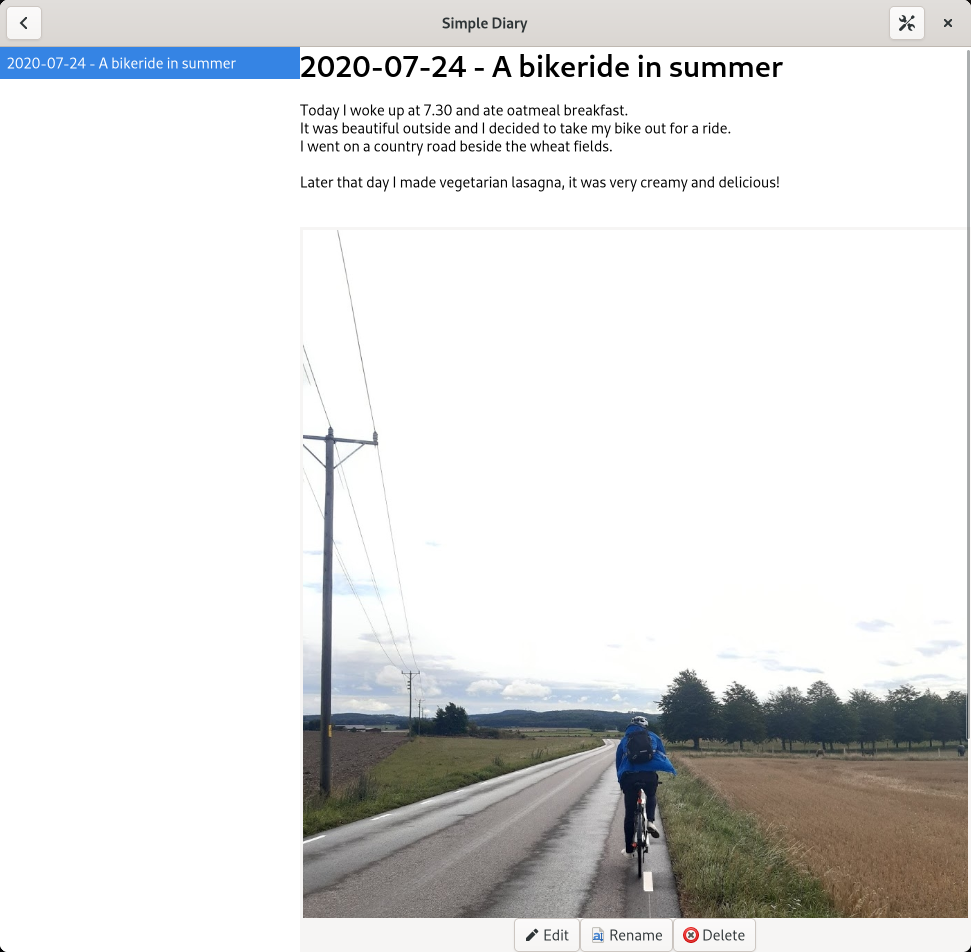 Simple Diary
2020-07-24 - A bikeride in summer
2020-07-24 - A bikeride in summer
Today I woke up at 7.30 and ate oatmeal breakfast.
It was beautiful outside and I decided to take my bike out for a ride.
I went on a country road beside the wheat fields.
Later that day I made vegetarian lasagna, it was very creamy and delicious!
Edit
Rename
Delete